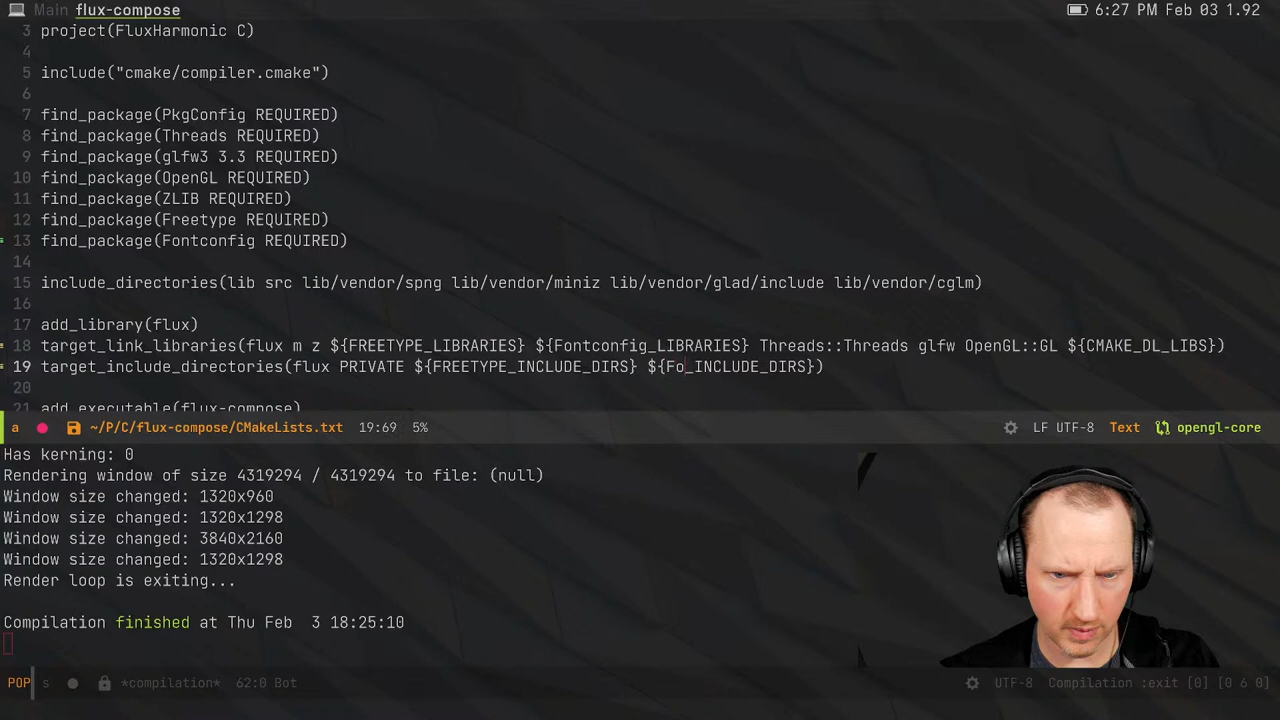 Main flux-compose
6:27 PM Feb 03 1.92
3 project(FluxHarmonic C)
4
5 include("cmake/compiler.cmake")
6
7 find_package(PkgConfig REQUIRED)
8 find_package(Threads REQUIRED)
9 find_package(glfw3 3.3 REQUIRED)
10 find_package(OpenGL REQUIRED)
11 find_package(ZLIB REQUIRED)
12 find_package(Freetype REQUIRED)
13 find_package(Fontconfig REQUIRED)
14
15 include_directories(lib src lib/vendor/spng lib/vendor/miniz lib/vendor/glad/include lib/vendor/cglm)
16
17 add_library(flux)
18 target_link_libraries(flux m z ${FREETYPE_LIBRARIES} ${Fontconfig_LIBRARIES} Threads::Threads glfw OpenGL::GL ${CMAKE_DL_LIBS})
19 target_include_directories(flux PRIVATE ${FREETYPE_INCLUDE_DIRS} ${Fo_INCLUDE_DIRS})
20
21 add_executable(flux-compose)
a ~/P/C/flux-compose/CMakeLists.txt 19:69 5% LF UTF-8 Text opengl-core
Has kerning: 0
Rendering window of size 4319294 / 4319294 to file: (null)
Window size changed: 1320x960
Window size changed: 1320x1298
Window size changed: 3840x2160
Window size changed: 1320x1298
Render loop is exiting...
Compilation finished at Thu Feb  3 18:25:10
POP s *compilation* 62:0 Bot UTF-8 Compilation :exit [0] [0 6 0]